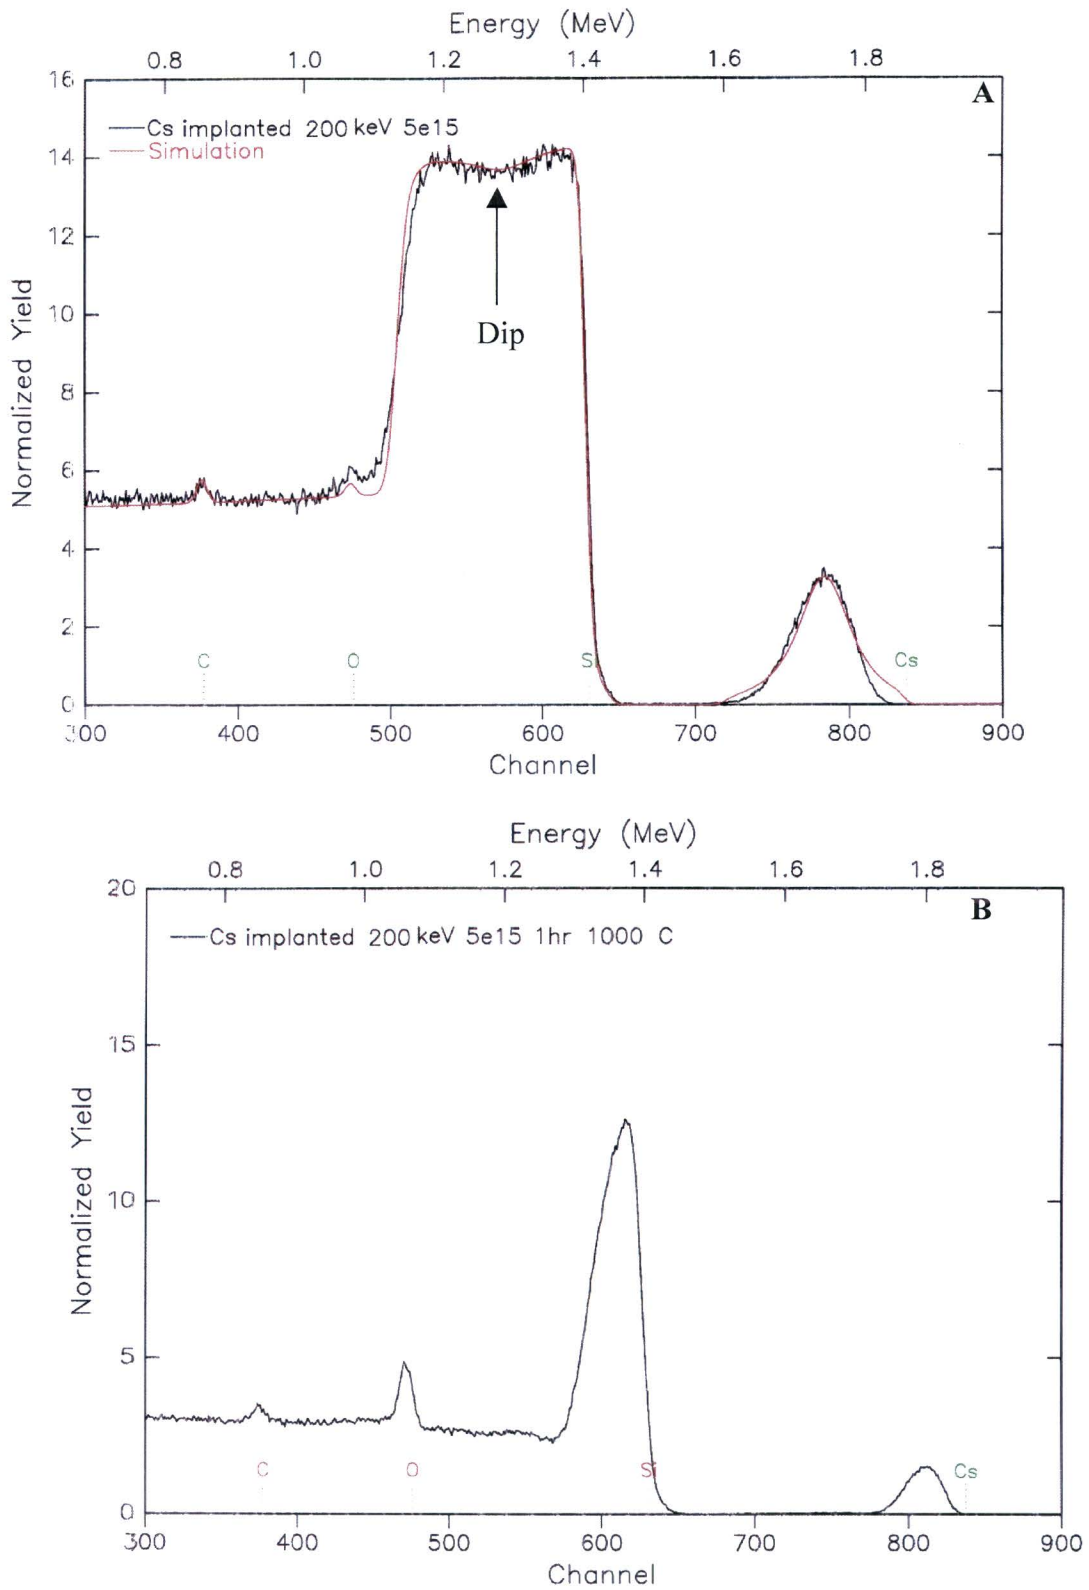 Energy (MeV)
0.8 1.0 1.2 1.4 1.6 1.8
A
Cs implanted 200 keV 5e15
Simulation
16
14
12
10
8
6
4
2
0
Normalized Yield
Dip
C O Si Cs
300 400 500 600 700 800 900
Channel
Energy (MeV)
0.8 1.0 1.2 1.4 1.6 1.8
B
Cs implanted 200 keV 5e15 1hr 1000 C
20
15
10
5
0
Normalized Yield
C O Si Cs
300 400 500 600 700 800 900
Channel